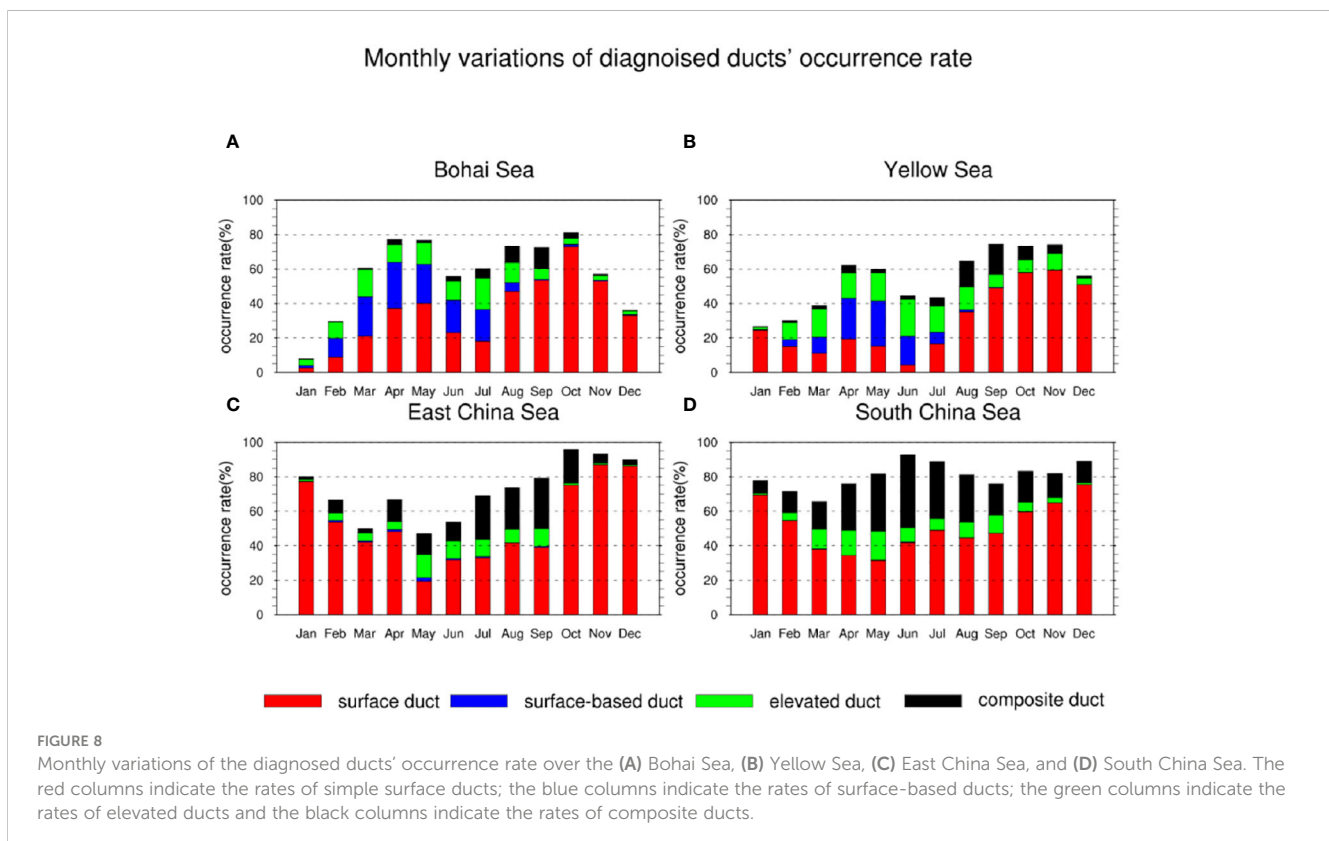 Monthly variations of diagnoised ducts' occurrence rate
A
Bohai Sea
occurrence rate(%)
100
80
60
40
20
0
Jan Feb Mar Apr May Jun Jul Aug Sep Oct Nov Dec
B
Yellow Sea
occurrence rate(%)
100
80
60
40
20
0
Jan Feb Mar Apr May Jun Jul Aug Sep Oct Nov Dec
C
East China Sea
occurrence rate(%)
100
80
60
40
20
0
Jan Feb Mar Apr May Jun Jul Aug Sep Oct Nov Dec
D
South China Sea
occurrence rate(%)
100
80
60
40
20
0
Jan Feb Mar Apr May Jun Jul Aug Sep Oct Nov Dec
surface duct surface-based duct elevated duct composite duct
FIGURE 8
Monthly variations of the diagnosed ducts' occurrence rate over the (A) Bohai Sea, (B) Yellow Sea, (C) East China Sea, and (D) South China Sea. The
red columns indicate the rates of simple surface ducts; the blue columns indicate the rates of surface-based ducts; the green columns indicate the
rates of elevated ducts and the black columns indicate the rates of composite ducts.